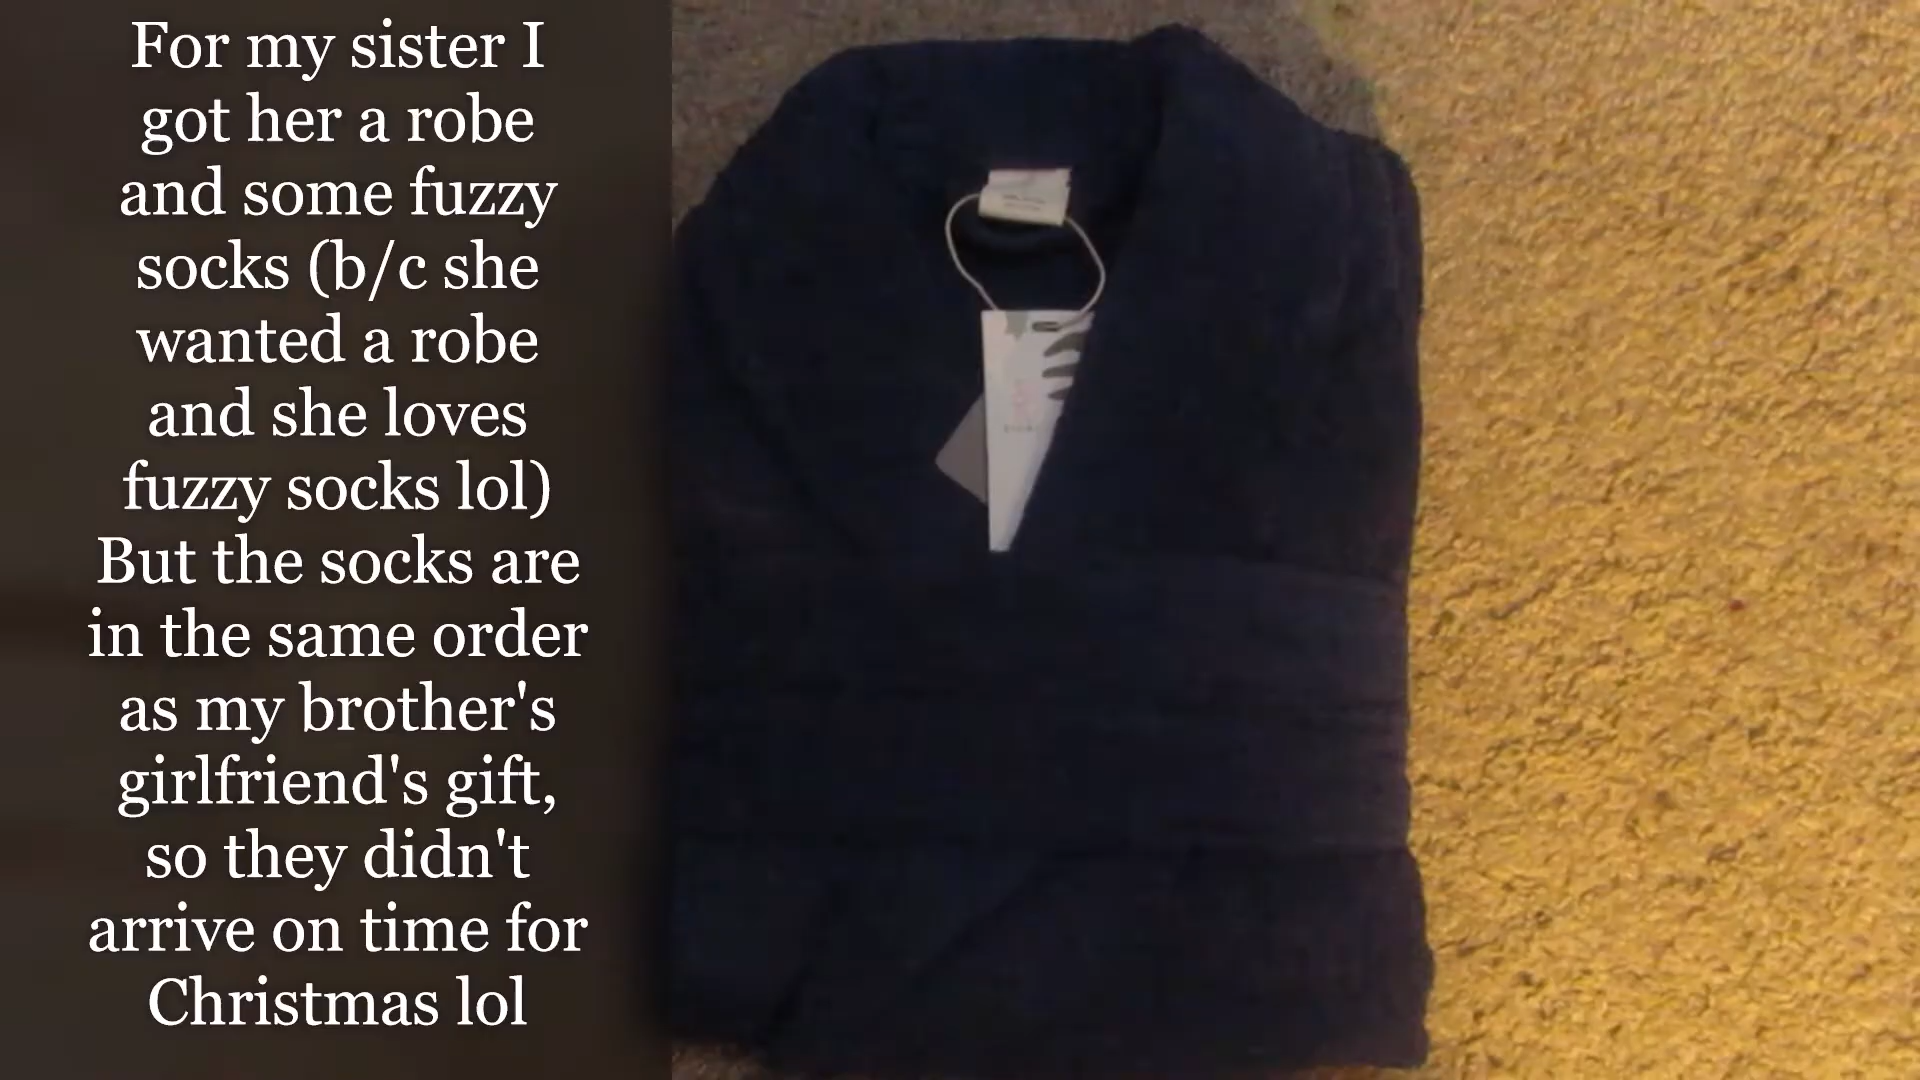 For my sister I
got her a robe
and some fuzzy
socks (b/c she
wanted a robe
and she loves
fuzzy socks lol)
But the socks are
in the same order
as my brother's
girlfriend's gift,
so they didn't
arrive on time for
Christmas lol